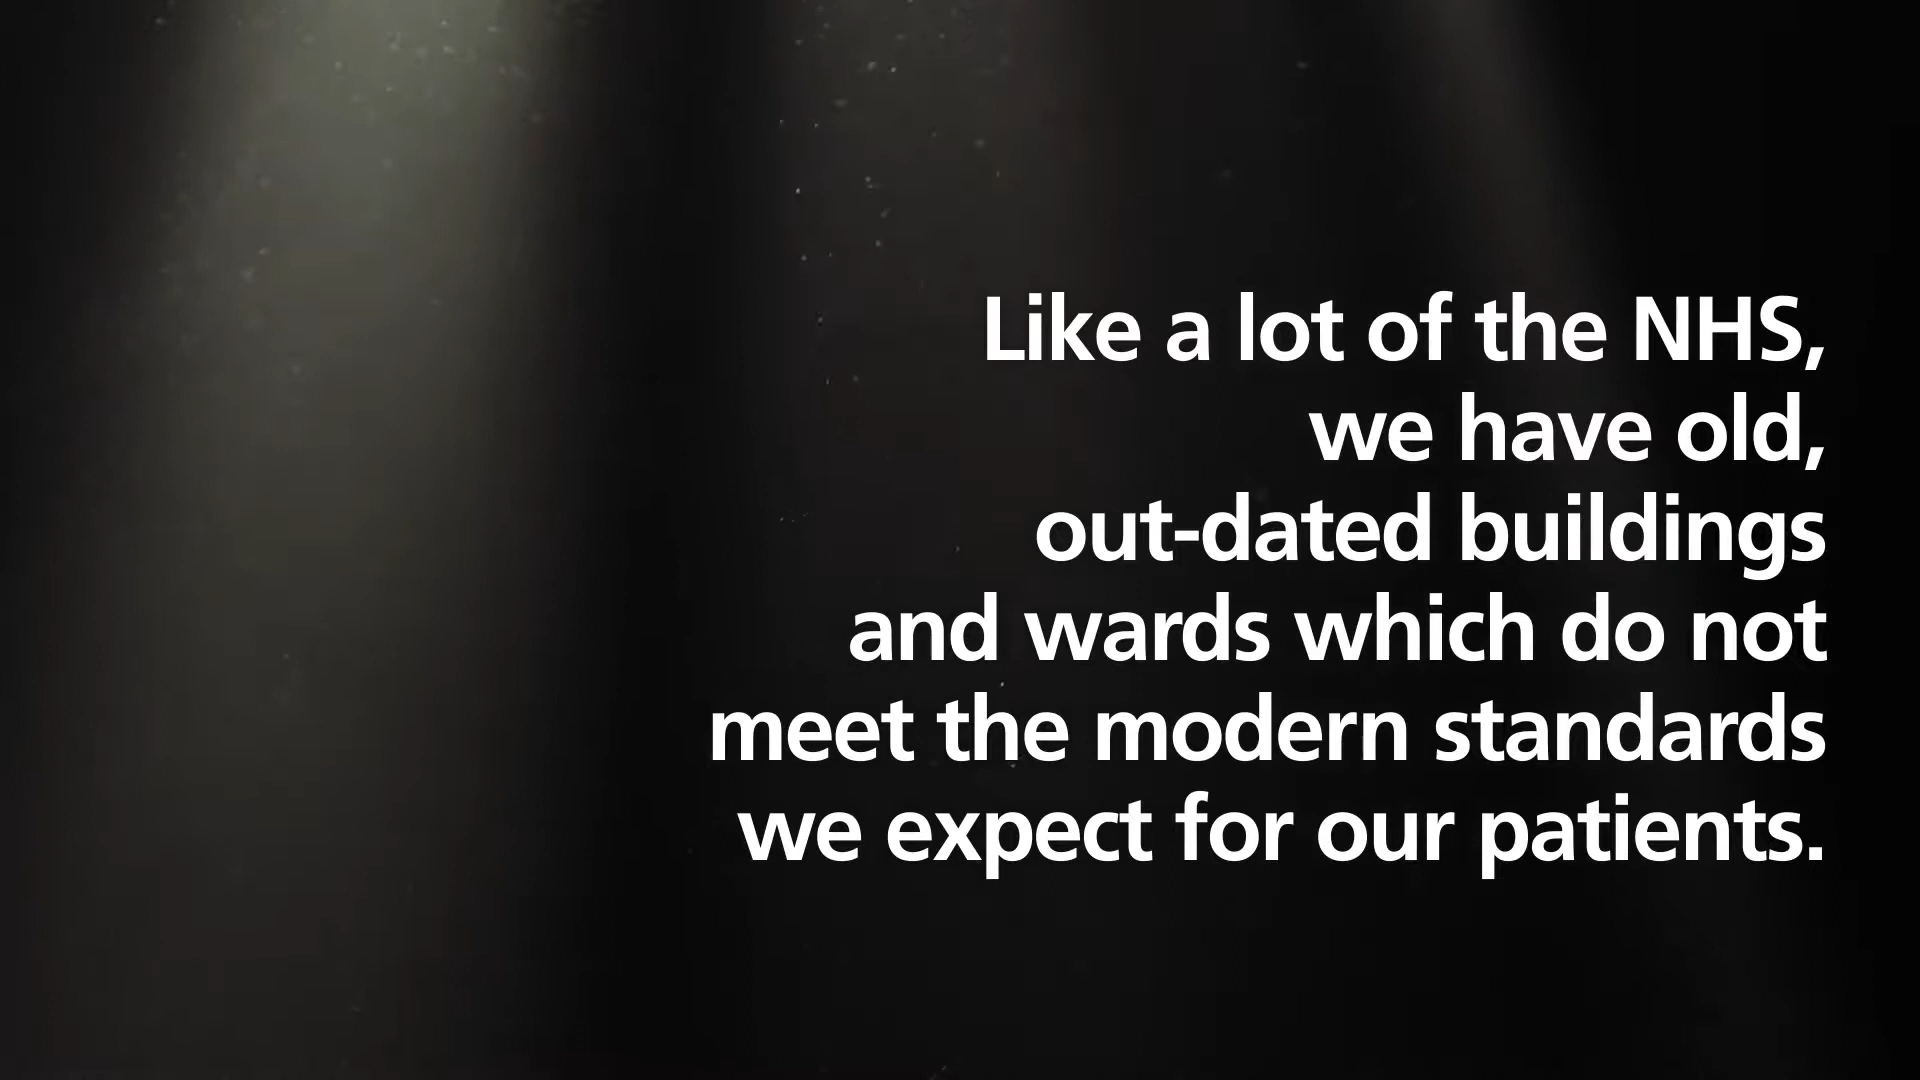 Like a lot of the NHS,
we have old,
out-dated buildings
and wards which do not
meet the modern standards
we expect for our patients.